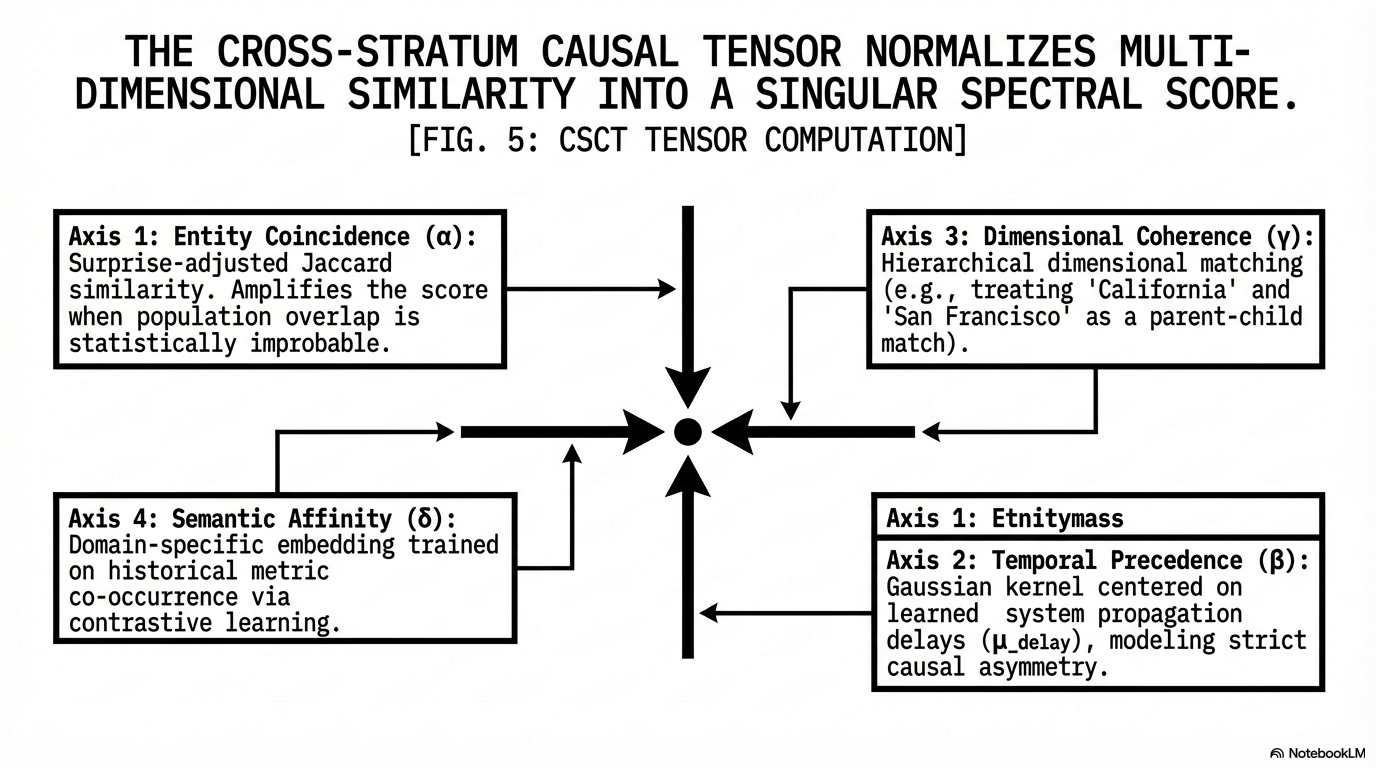 THE CROSS-STRATUM CAUSAL TENSOR NORMALIZES MULTI-
DIMENSIONAL SIMILARITY INTO A SINGULAR SPECTRAL SCORE.
[FIG. 5: CSCT TENSOR COMPUTATION]
Axis 1: Entity Coincidence (α):
Surprise-adjusted Jaccard
similarity. Amplifies the score
when population overlap is
statistically improbable.
Axis 3: Dimensional Coherence (γ):
Hierarchical dimensional matching
(e.g., treating 'California' and
'San Francisco' as a parent-child
match).
Axis 4: Semantic Affinity (δ):
Domain-specific embedding trained
on historical metric
co-occurrence via
contrastive learning.
Axis 1: Etnitymass
Axis 2: Temporal Precedence (β):
Gaussian kernel centered on
learned system propagation
delays (μ_delay), modeling strict
causal asymmetry.
NotebookLM